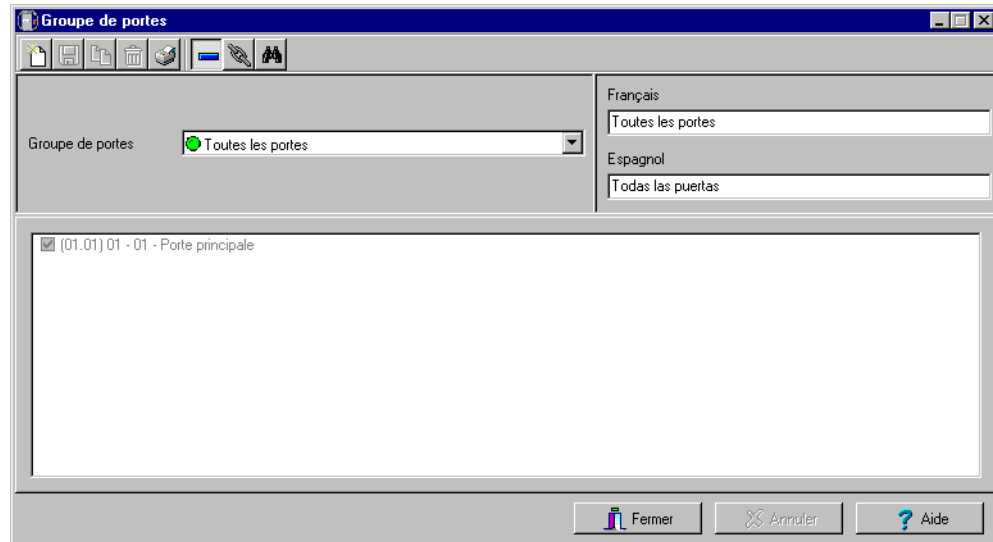 Groupe de portes
Français
Toutes les portes
Groupe de portes
Toutes les portes
Espagnol
Todas las puertas
(01.01) 01 - 01 - Porte principale
Fermer
Annuler
? Aide